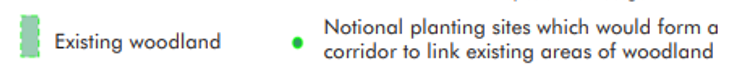 Existing woodland
Notional planting sites which would form a
corridor to link existing areas of woodland